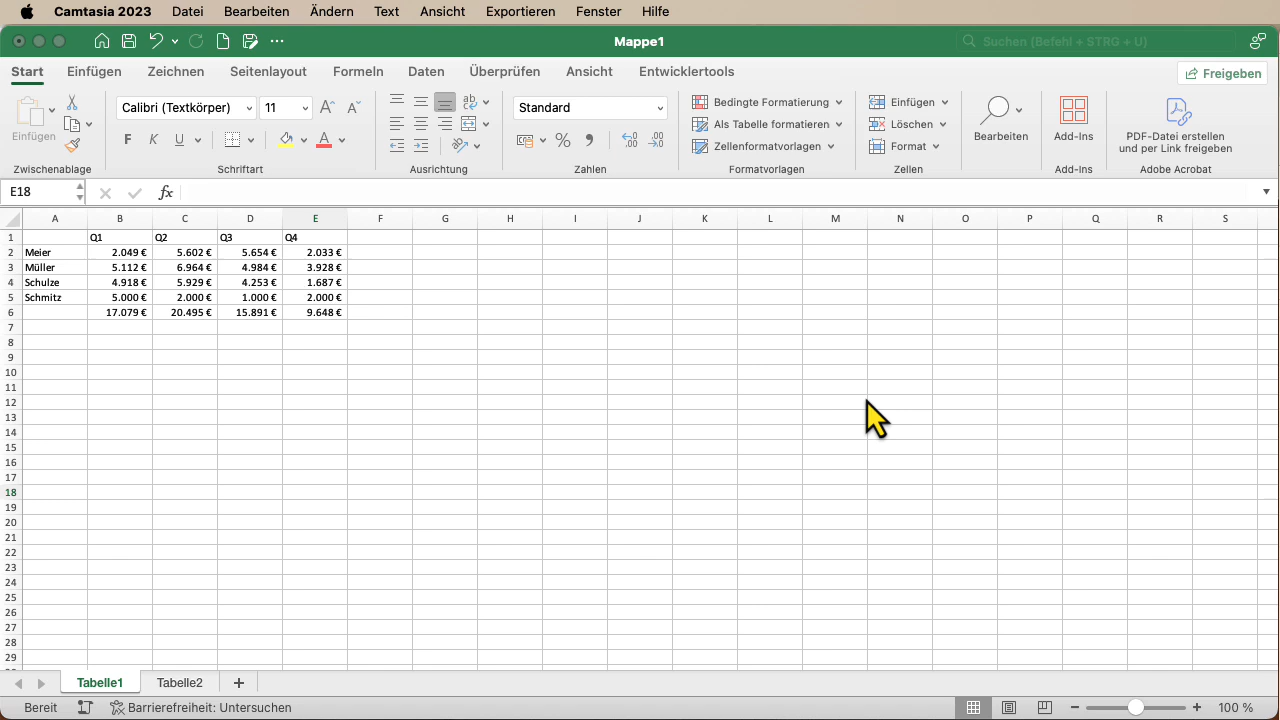 Camtasia 2023 Datei Bearbeiten Ändern Text Ansicht Exportieren Fenster Hilfe
Mappe1
Suchen (Befehl + STRG + U)
Start Einfügen Zeichnen Seitenlayout Formeln Daten Überprüfen Ansicht Entwicklertools
Freigeben
Einfügen
Zwischenablage
Calibri (Textkörper) 11
F K U
Schriftart
Ausrichtung
Standard
Zahlen
Bedingte Formatierung
Als Tabelle formatieren
Zellenformatvorlagen
Formatvorlagen
Einfügen
Löschen
Format
Zellen
Bearbeiten
Add-Ins
Add-Ins
PDF-Datei erstellen
und per Link freigeben
Adobe Acrobat
E18 fx
A B C D E F G H I J K L M N O P Q R S
1 Q1 Q2 Q3 Q4
2 Meier 2.049 € 5.602 € 5.654 € 2.033 €
3 Müller 5.112 € 6.964 € 4.984 € 3.928 €
4 Schulze 4.918 € 5.929 € 4.253 € 1.687 €
5 Schmitz 5.000 € 2.000 € 1.000 € 2.000 €
6 17.079 € 20.495 € 15.891 € 9.648 €
7
8
9
10
11
12
13
14
15
16
17
18
19
20
21
22
23
24
25
26
27
28
29
Tabelle1 Tabelle2 +
Bereit Barrierefreiheit: Untersuchen 100 %